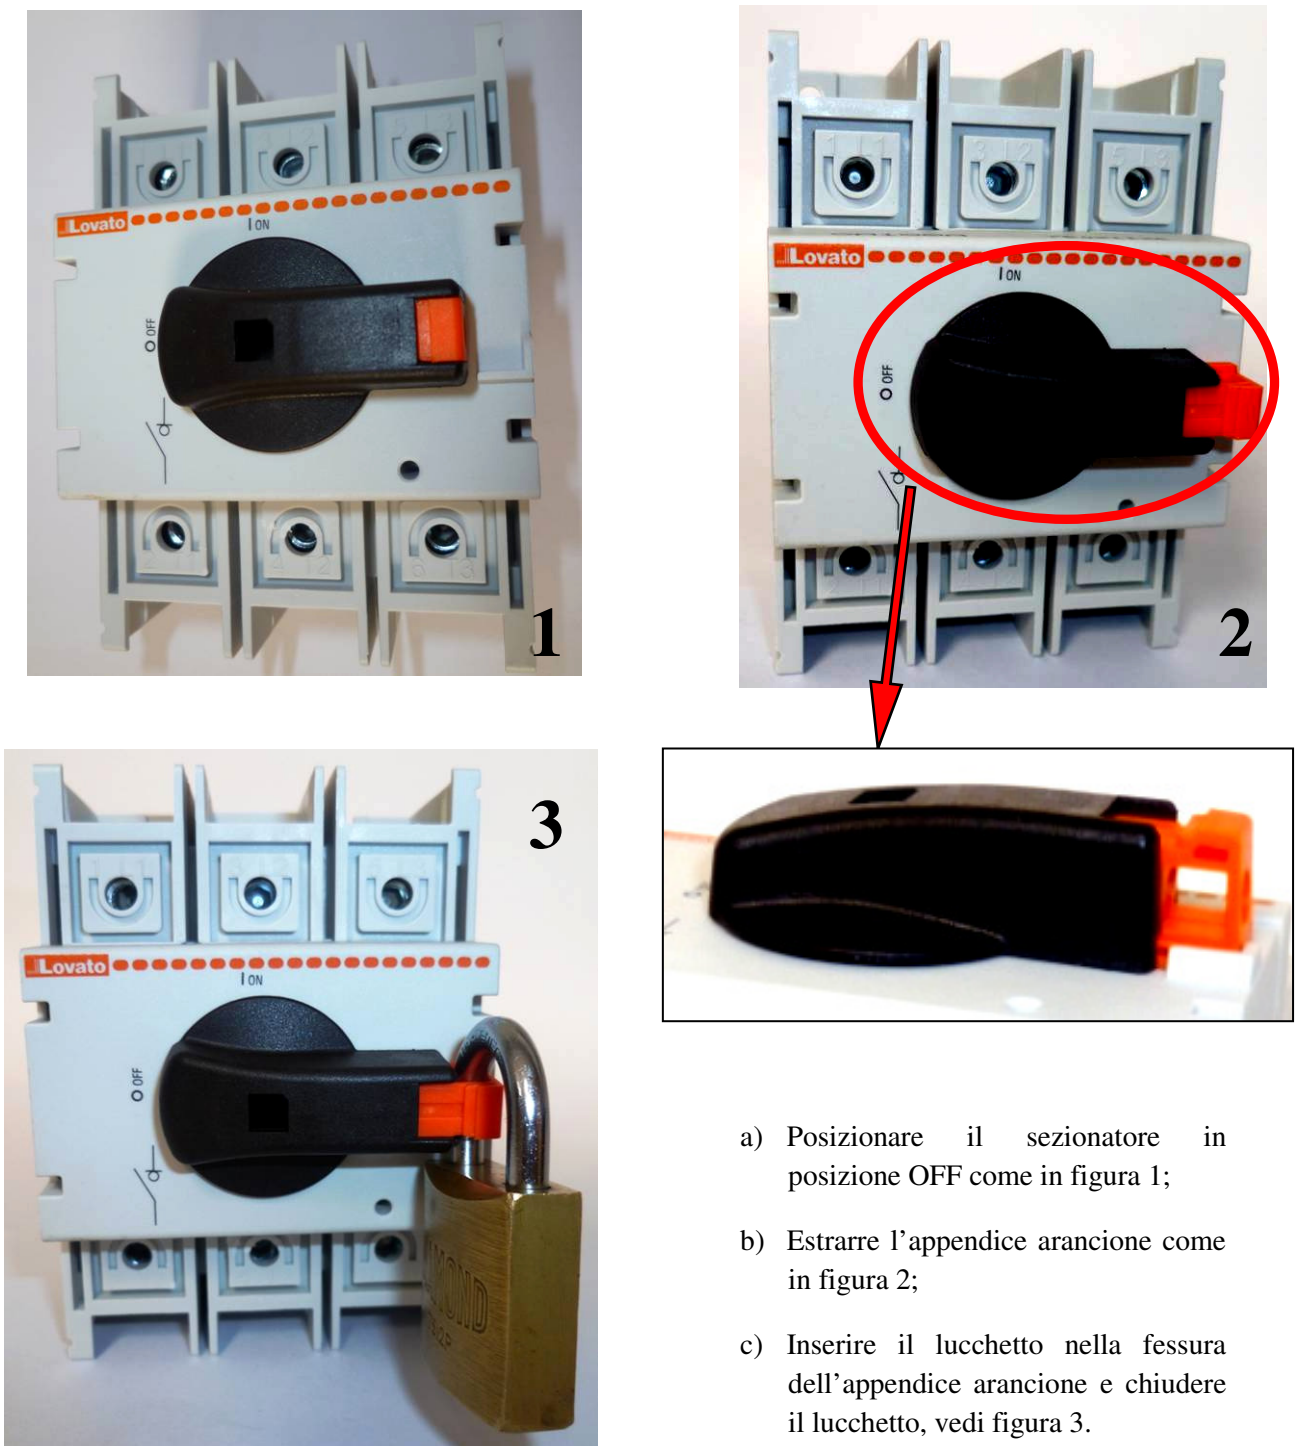 Lovato
I ON
O OFF
1
Lovato
I ON
O OFF
2
3
Lovato
I ON
O OFF
a) Posizionare il sezionatore in
posizione OFF come in figura 1;
b) Estrarre l’appendice arancione come
in figura 2;
c) Inserire il lucchetto nella fessura
dell’appendice arancione e chiudere
il lucchetto, vedi figura 3.